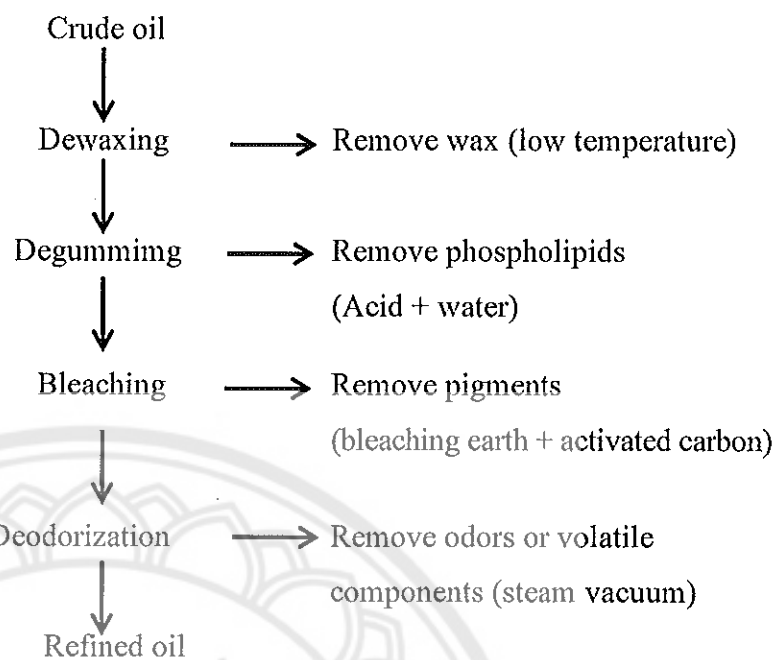 Crude oil
Dewaxing
Remove wax (low temperature)
Degummimg
Remove phospholipids
(Acid + water)
Bleaching
Remove pigments
(bleaching earth + activated carbon)
Deodorization
Remove odors or volatile
components (steam vacuum)
Refined oil